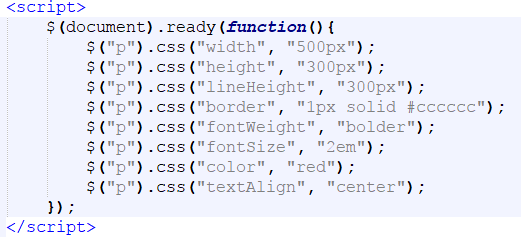 <script>
$(document).ready(function(){
$("p").css("width", "500px");
$("p").css("height", "300px");
$("p").css("lineHeight", "300px");
$("p").css("border", "1px solid #cccccc");
$("p").css("fontWeight", "bolder");
$("p").css("fontSize", "2em");
$("p").css("color", "red");
$("p").css("textAlign", "center");
});
</script>